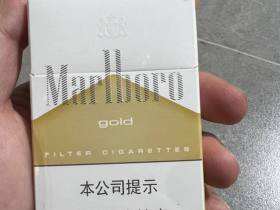 Marlboro
gold
FILTER CIGARETTES
本公司提示